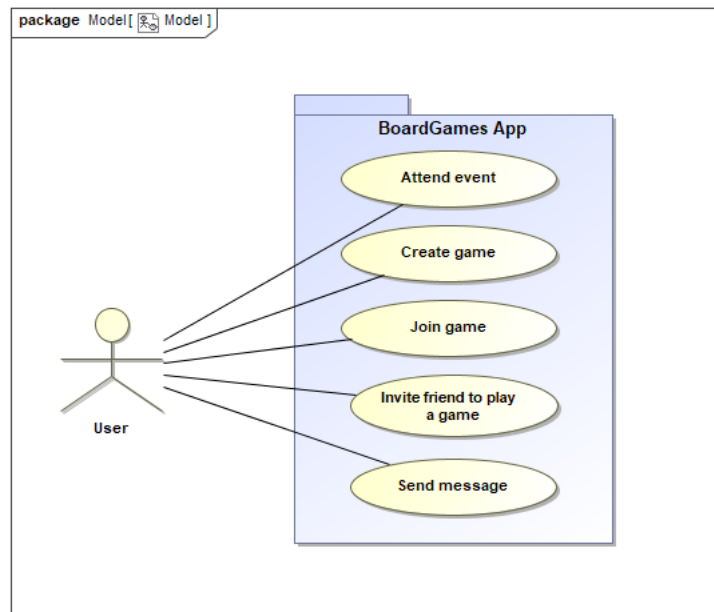 package Model[ Model ]
BoardGames App
Attend event
Create game
Join game
Invite friend to play
a game
Send message
User